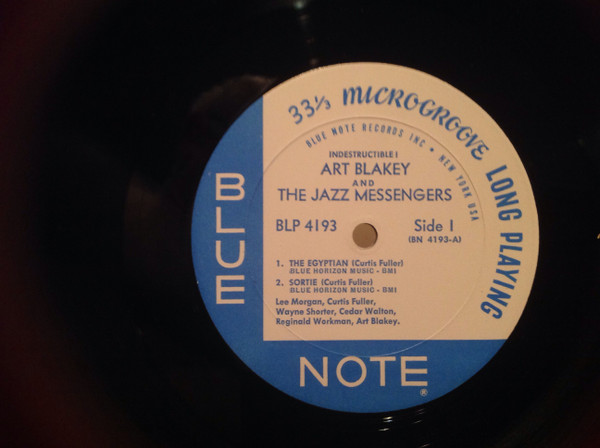 33⅓ MICROGROOVE LONG PLAYING
BLUE NOTE RECORDS INC • NEW YORK USA
INDESTRUCTIBLE!
ART BLAKEY
AND
THE JAZZ MESSENGERS
BLP 4193 Side 1
(BN 4193-A)
1. THE EGYPTIAN (Curtis Fuller)
BLUE HORIZON MUSIC - BMI
2. SORTIE (Curtis Fuller)
BLUE HORIZON MUSIC - BMI
Lee Morgan, Curtis Fuller,
Wayne Shorter, Cedar Walton,
Reginald Workman, Art Blakey.
BLUE
NOTE®